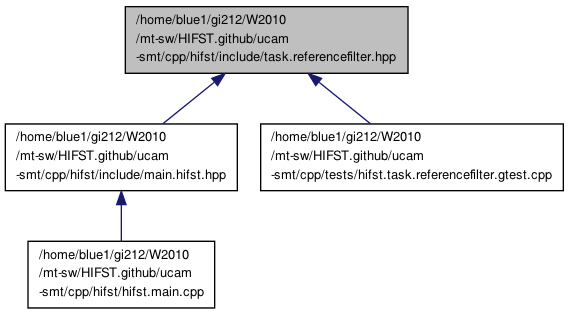 /home/blue1/gi212/W2010
/mt-sw/HIFST.github/ucam
-smt/cpp/hifst/include/task.referencefilter.hpp
/home/blue1/gi212/W2010
/mt-sw/HIFST.github/ucam
-smt/cpp/hifst/include/main.hifst.hpp
/home/blue1/gi212/W2010
/mt-sw/HIFST.github/ucam
-smt/cpp/tests/hifst.task.referencefilter.gtest.cpp
/home/blue1/gi212/W2010
/mt-sw/HIFST.github/ucam
-smt/cpp/hifst/hifst.main.cpp